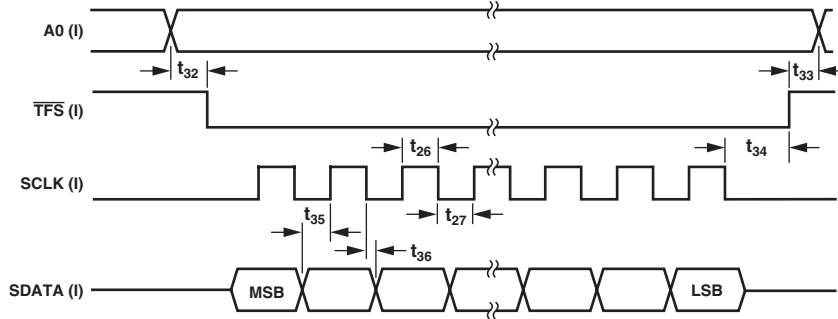 A0 (I)
t32
t33
TFS (I)
t26
t34
SCLK (I)
t35
t27
t36
SDATA (I)
MSB
LSB